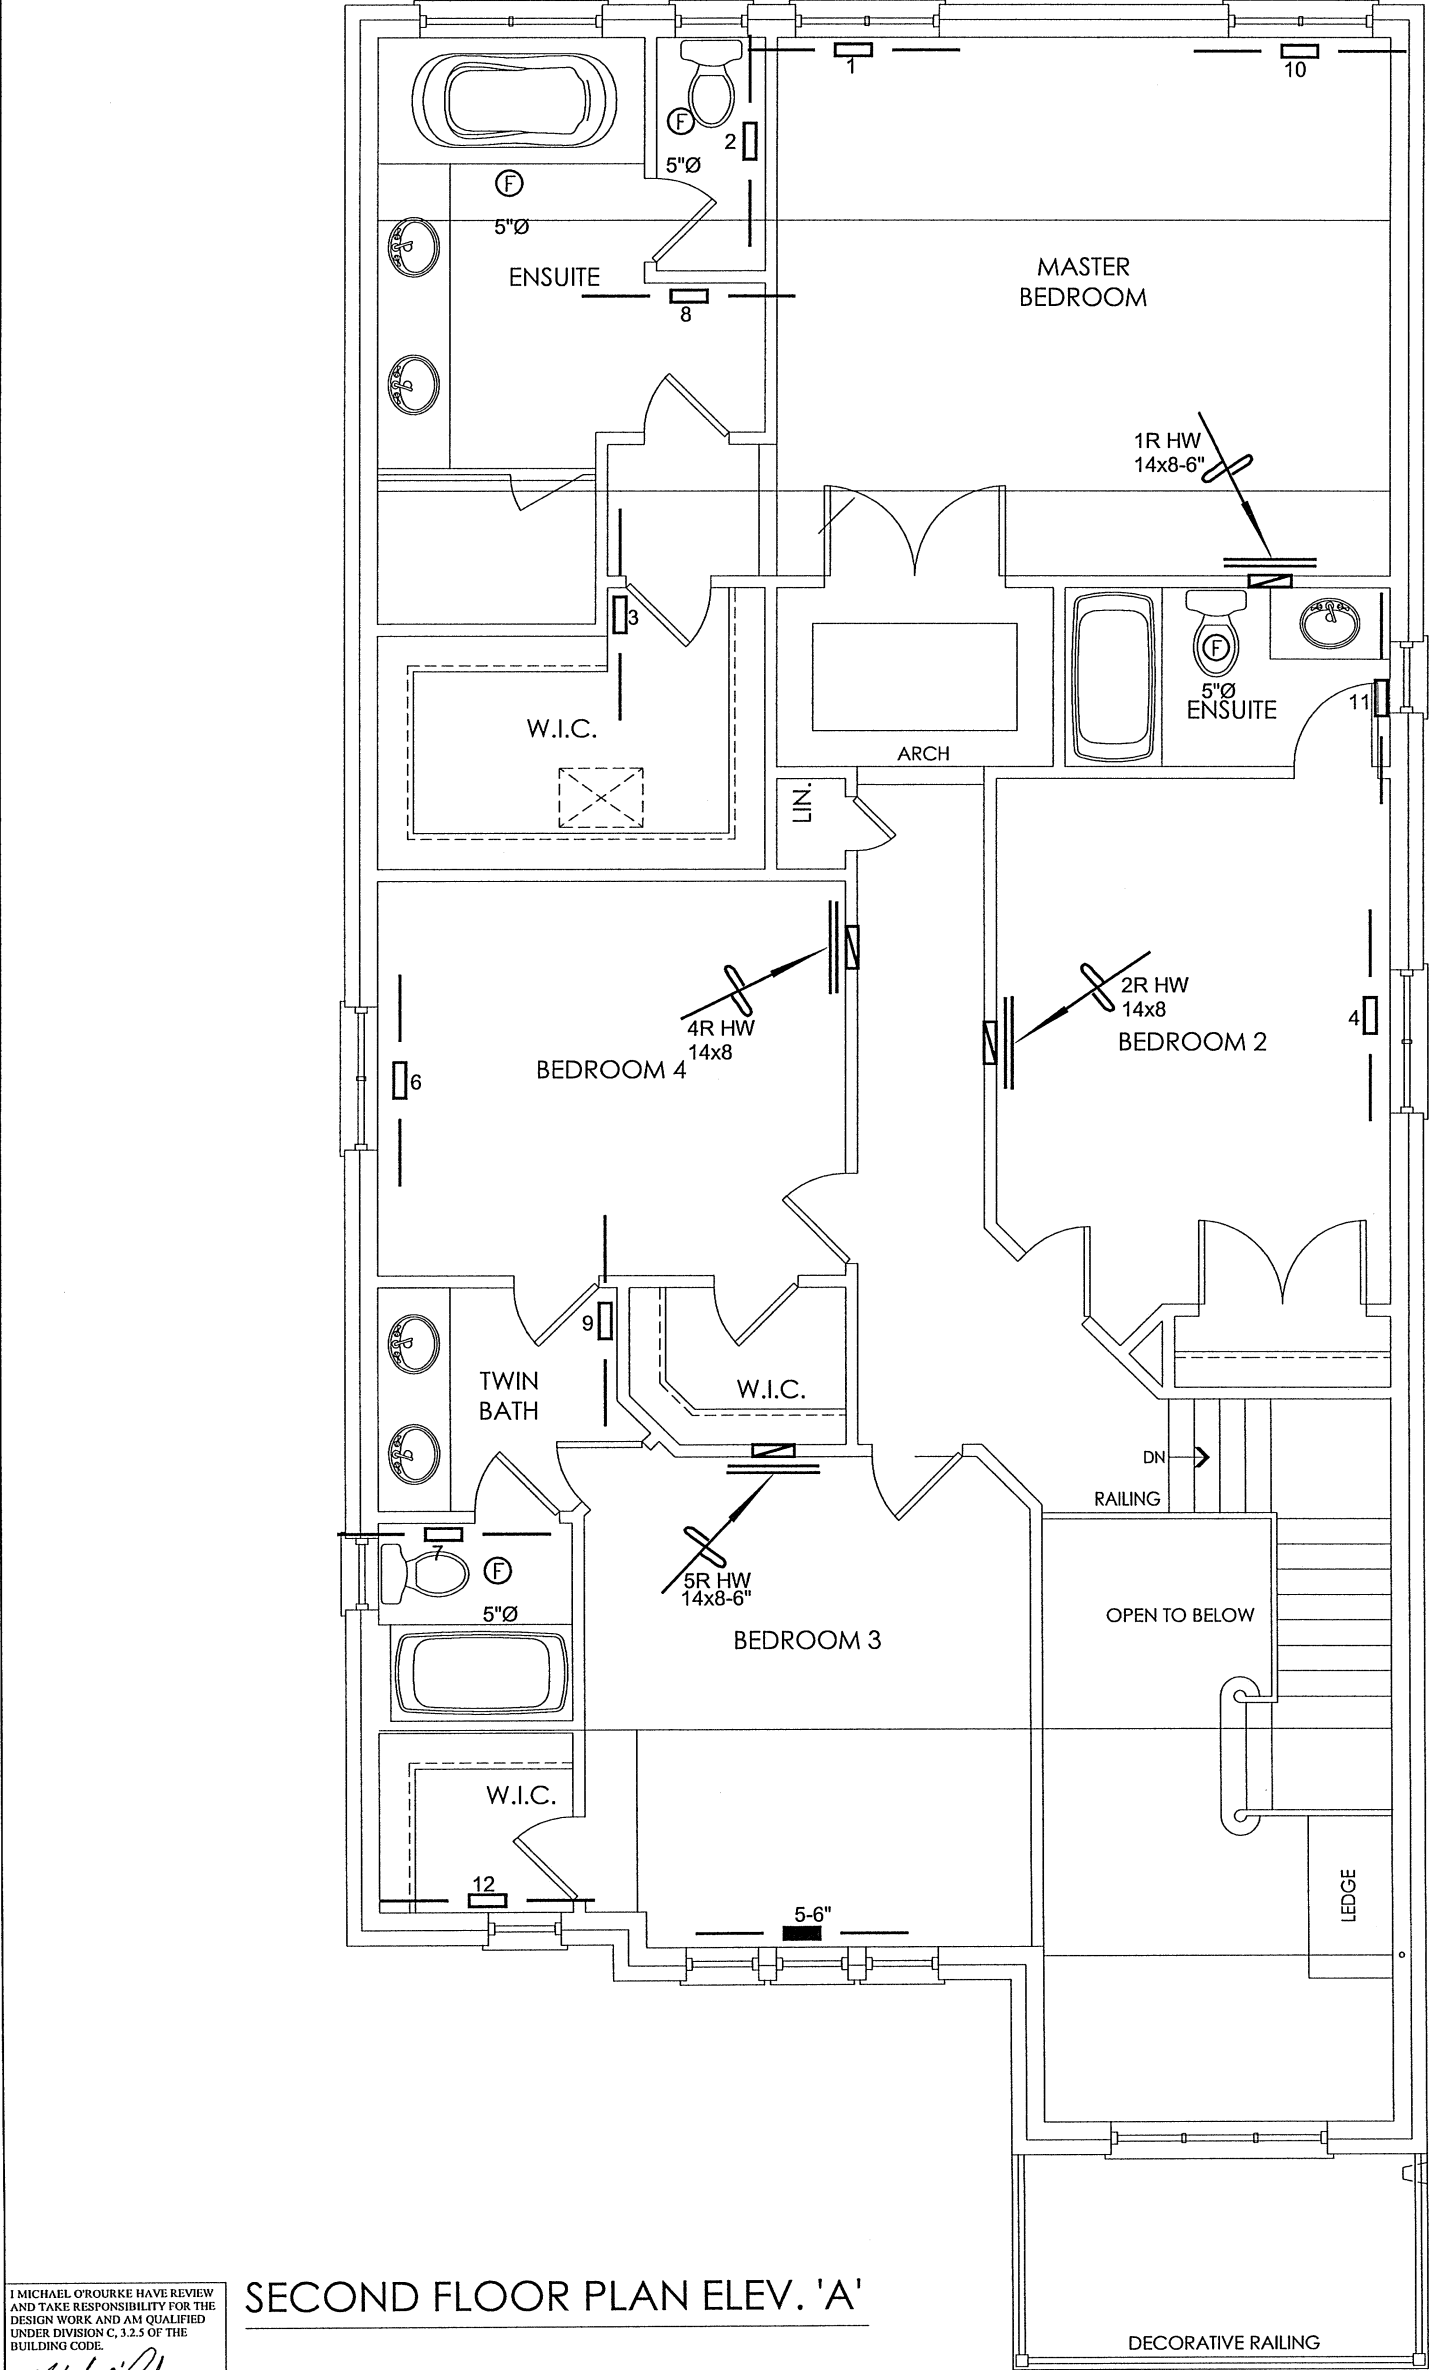 1
10
F
2
5"Ø
F
5"Ø
ENSUITE
8
MASTER
BEDROOM
1R HW
14x8-6"
3
W.I.C.
F
5"Ø
ENSUITE
11
ARCH
LIN.
4R HW
14x8
BEDROOM 4
6
2R HW
14x8
BEDROOM 2
4
9
TWIN
BATH
W.I.C.
DN
RAILING
7
F
5"Ø
5R HW
14x8-6"
BEDROOM 3
OPEN TO BELOW
W.I.C.
12
5-6"
LEDGE
I MICHAEL O'ROURKE HAVE REVIEW
AND TAKE RESPONSIBILITY FOR THE
DESIGN WORK AND AM QUALIFIED
UNDER DIVISION C, 3.2.5 OF THE
BUILDING CODE.
SECOND FLOOR PLAN ELEV. 'A'
DECORATIVE RAILING